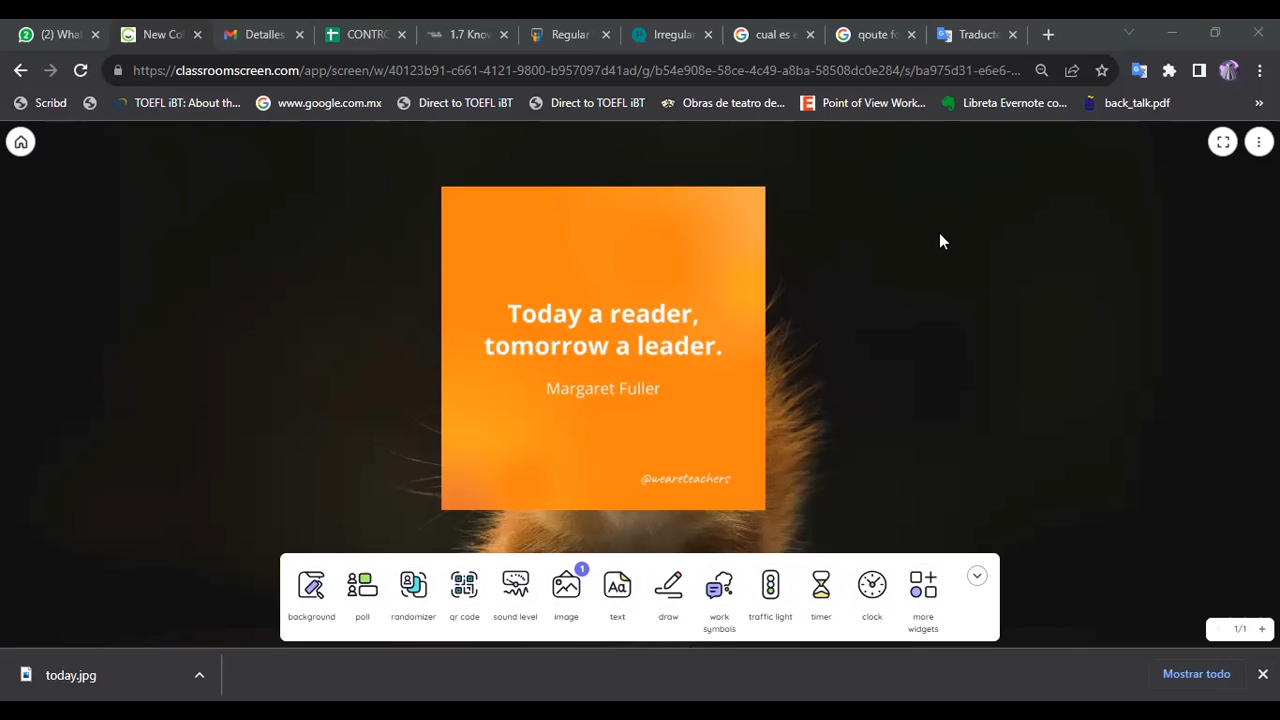 (2) Wha
New Col
Detalles
CONTRO
1.7 Know
Regular
Irregular
cual es e
qoute fo
Traducto
https://classroomscreen.com/app/screen/w/40123b91-c661-4121-9800-b957097d41ad/g/b54e908e-58ce-4c49-a8ba-58508dc0e284/s/ba975d31-e6e6-...
Scribd
TOEFL iBT: About th...
www.google.com.mx
Direct to TOEFL iBT
Direct to TOEFL iBT
Obras de teatro de...
Point of View Work...
Libreta Evernote co...
back_talk.pdf
»
Today a reader,
tomorrow a leader.
Margaret Fuller
@weareteachers
1
background
poll
randomizer
qr code
sound level
image
text
draw
work
symbols
traffic light
timer
clock
more
widgets
1/1
today.jpg
Mostrar todo